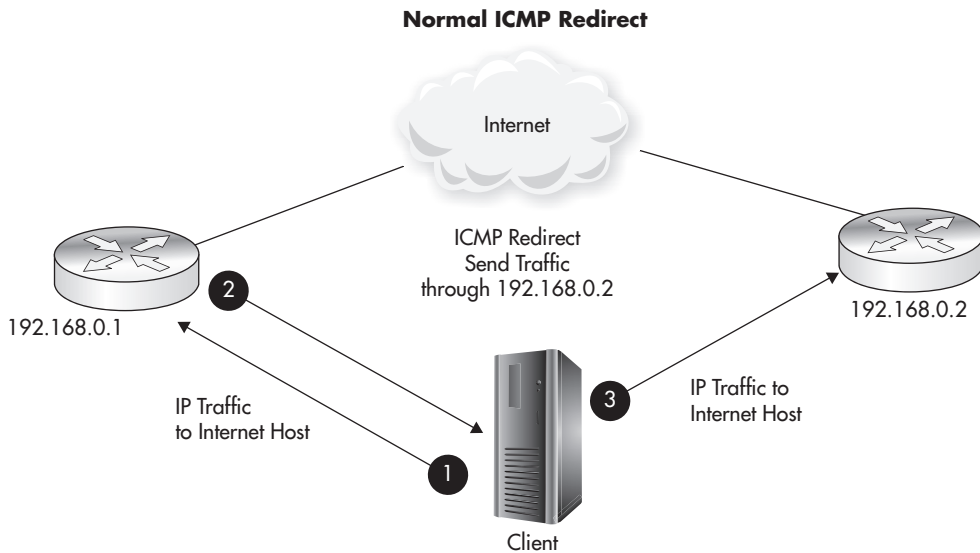 Normal ICMP Redirect
Internet
ICMP Redirect
Send Traffic
through 192.168.0.2
2
192.168.0.1
192.168.0.2
IP Traffic
to Internet Host
3
IP Traffic to
Internet Host
1
Client